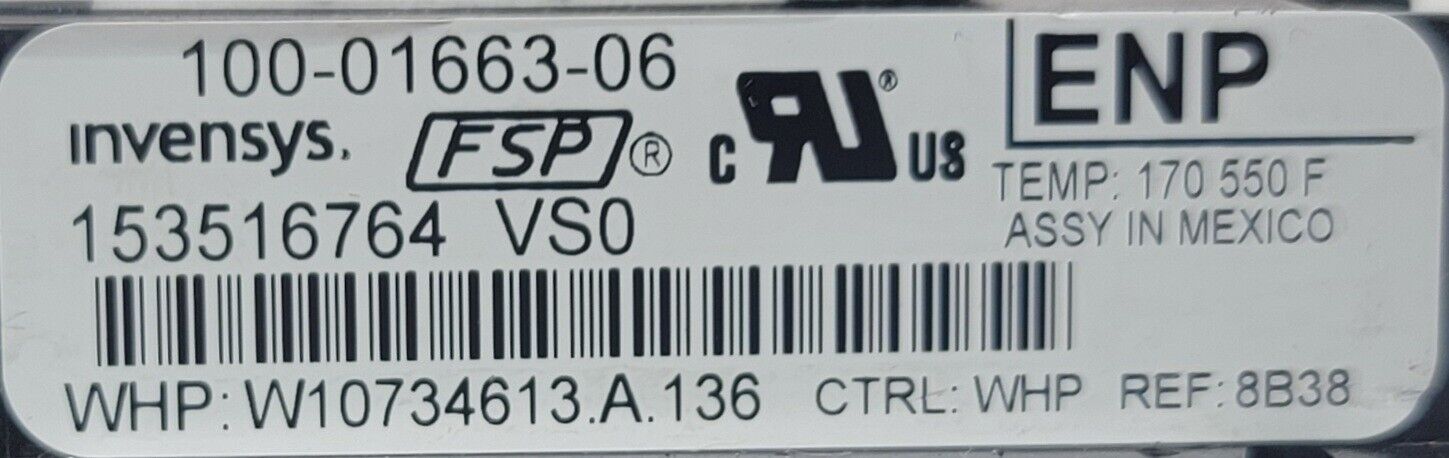 100-01663-06
ENP
invensys. FSP® c RU® US
TEMP: 170 550 F
153516764 VS0
ASSY IN MEXICO
WHP: W10734613.A.136 CTRL: WHP REF: 8B38